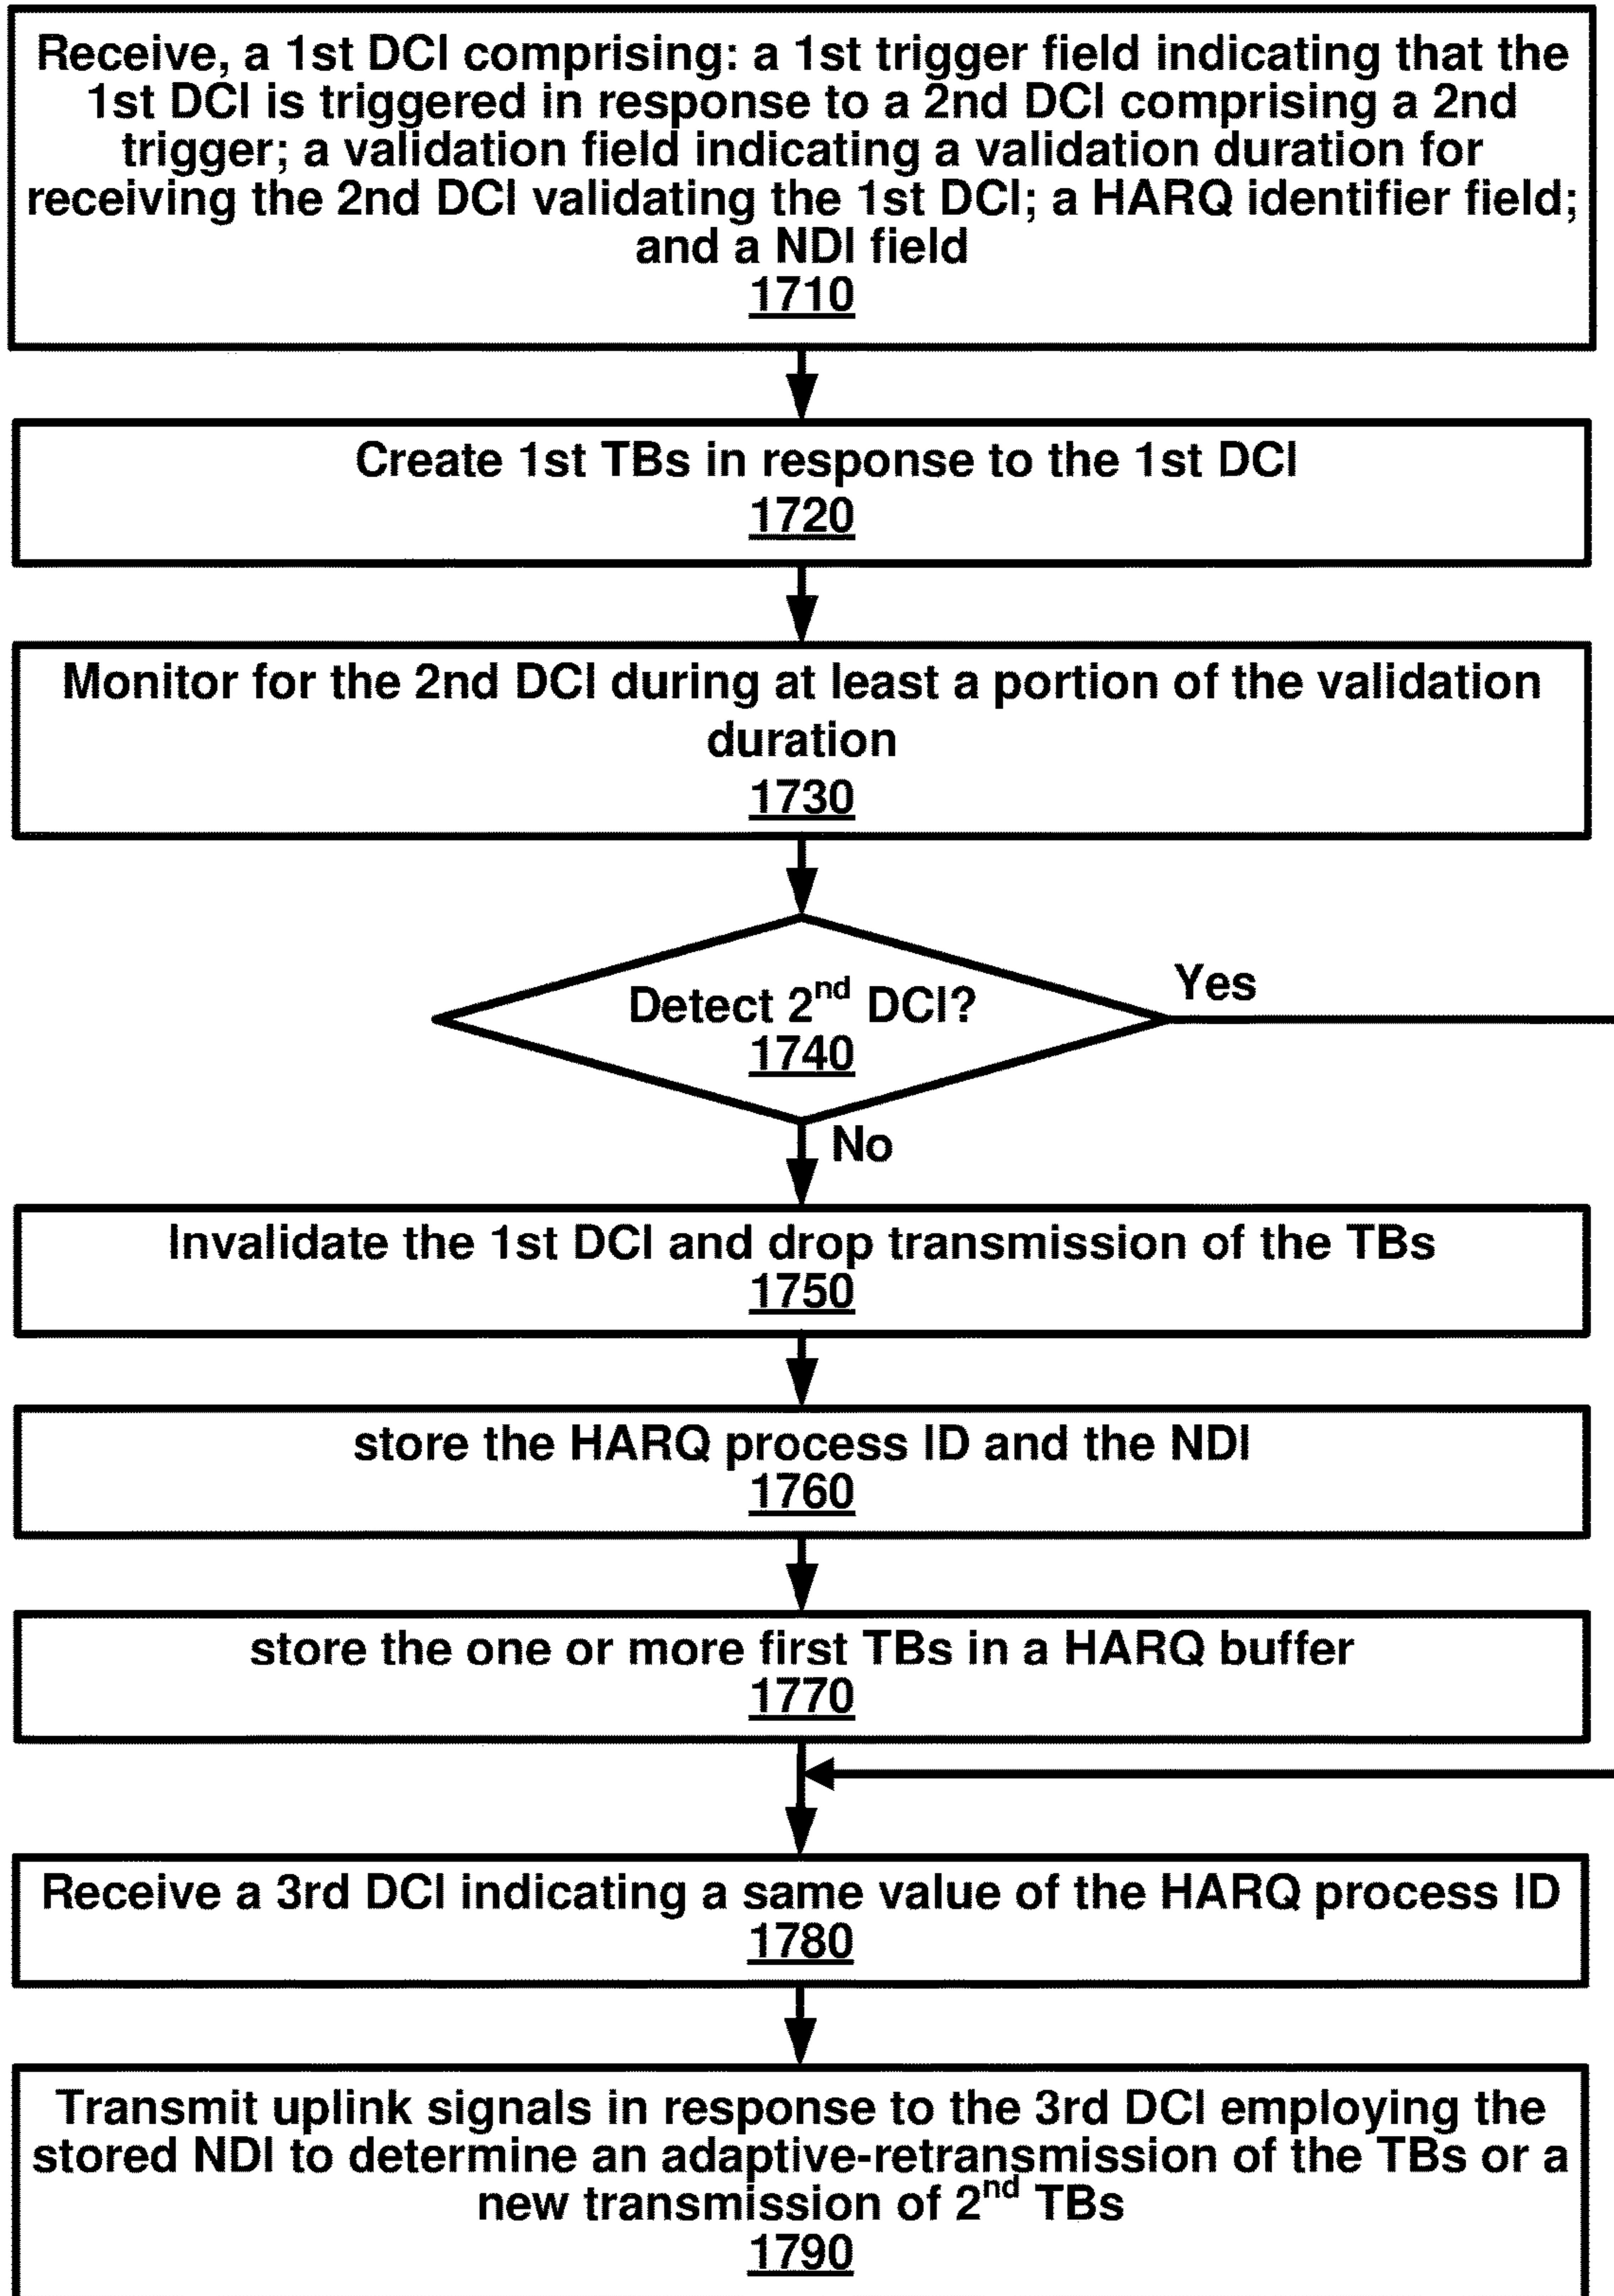 Receive, a 1st DCI comprising: a 1st trigger field indicating that the
1st DCI is triggered in response to a 2nd DCI comprising a 2nd
trigger; a validation field indicating a validation duration for
receiving the 2nd DCI validating the 1st DCI; a HARQ identifier field;
and a NDI field
1710
Create 1st TBs in response to the 1st DCI
1720
Monitor for the 2nd DCI during at least a portion of the validation
duration
1730
Detect 2nd DCI?
1740
Yes
No
Invalidate the 1st DCI and drop transmission of the TBs
1750
store the HARQ process ID and the NDI
1760
store the one or more first TBs in a HARQ buffer
1770
Receive a 3rd DCI indicating a same value of the HARQ process ID
1780
Transmit uplink signals in response to the 3rd DCI employing the
stored NDI to determine an adaptive-retransmission of the TBs or a
new transmission of 2nd TBs
1790